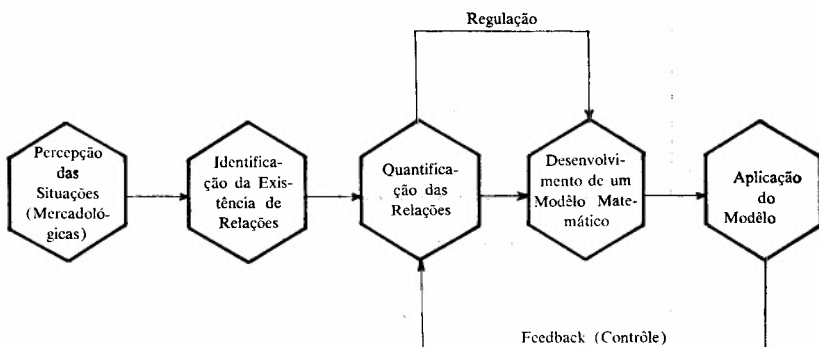 Regulação
Percepção
das
Situações
(Mercadoló-
gicas)
Identifica-
ção da Exis-
tência de
Relações
Quantifica-
ção das
Relações
Desenvolvi-
mento de um
Modêlo Mate-
mático
Aplicação
do
Modêlo
Feedback (Contrôle)